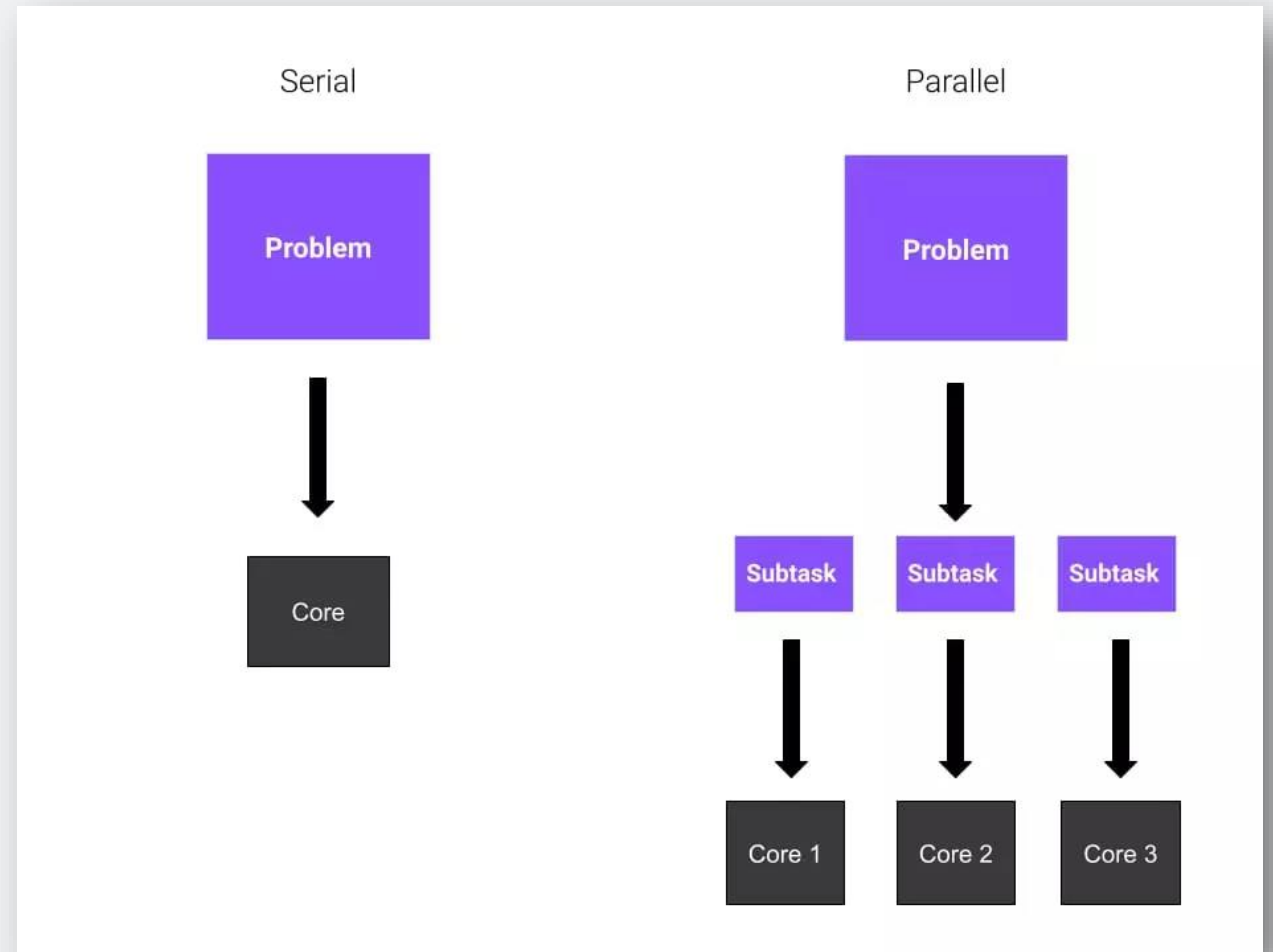 Serial
Parallel
Problem
Problem
Subtask
Subtask
Subtask
Core
Core 1
Core 2
Core 3